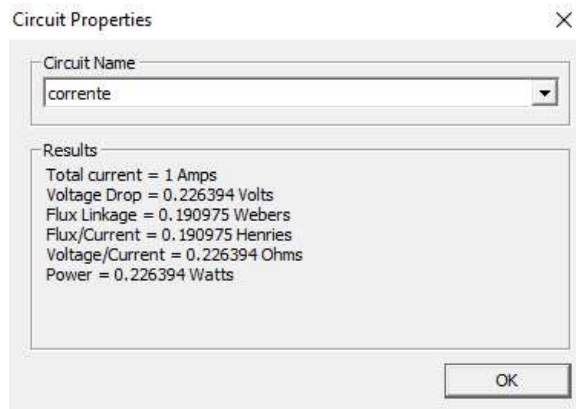 Circuit Properties
Circuit Name
corrente
Results
Total current = 1 Amps
Voltage Drop = 0.226394 Volts
Flux Linkage = 0.190975 Webers
Flux/Current = 0.190975 Henries
Voltage/Current = 0.226394 Ohms
Power = 0.226394 Watts
OK